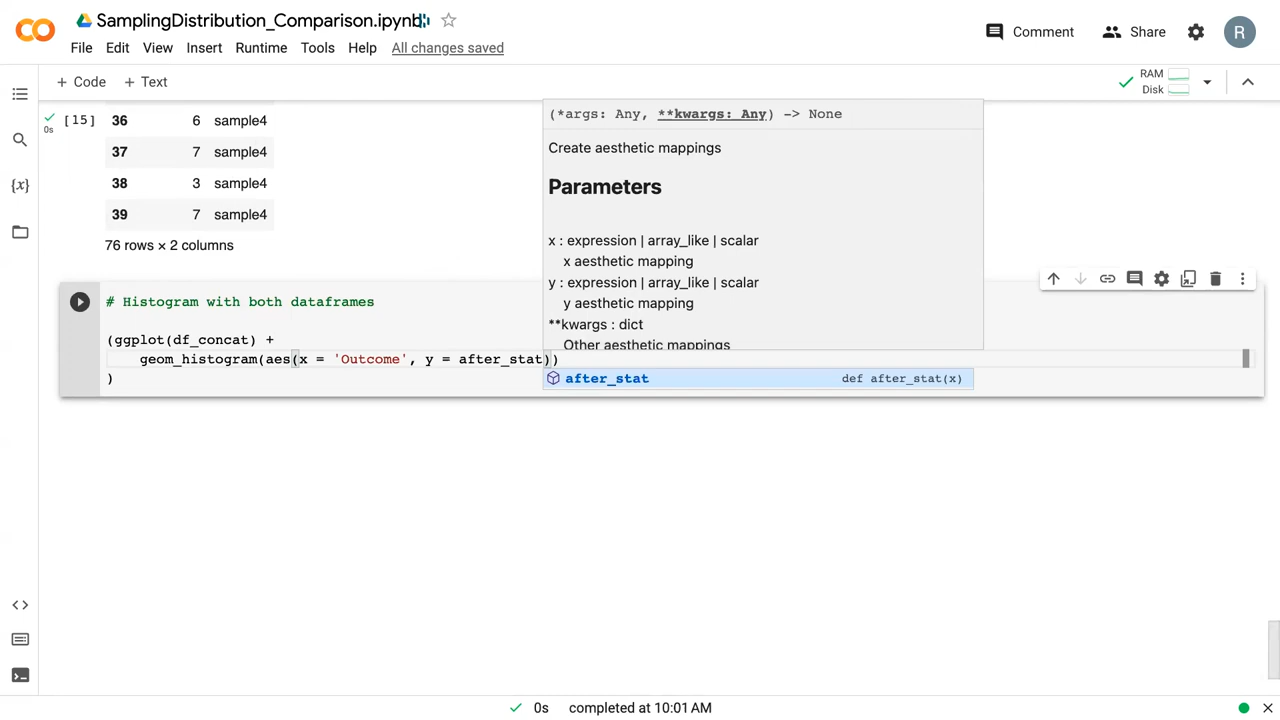 SamplingDistribution_Comparison.ipynb
File Edit View Insert Runtime Tools Help All changes saved
Comment Share R
+ Code + Text
RAM
Disk
[15] 36 6 sample4
0s
37 7 sample4
38 3 sample4
39 7 sample4
76 rows × 2 columns
(*args: Any, **kwargs: Any) -> None
Create aesthetic mappings
Parameters
x : expression | array_like | scalar
x aesthetic mapping
y : expression | array_like | scalar
y aesthetic mapping
**kwargs : dict
Other aesthetic mappings
# Histogram with both dataframes
(ggplot(df_concat) +
geom_histogram(aes(x = 'Outcome', y = after_stat))
)
after_stat def after_stat(x)
0s completed at 10:01 AM